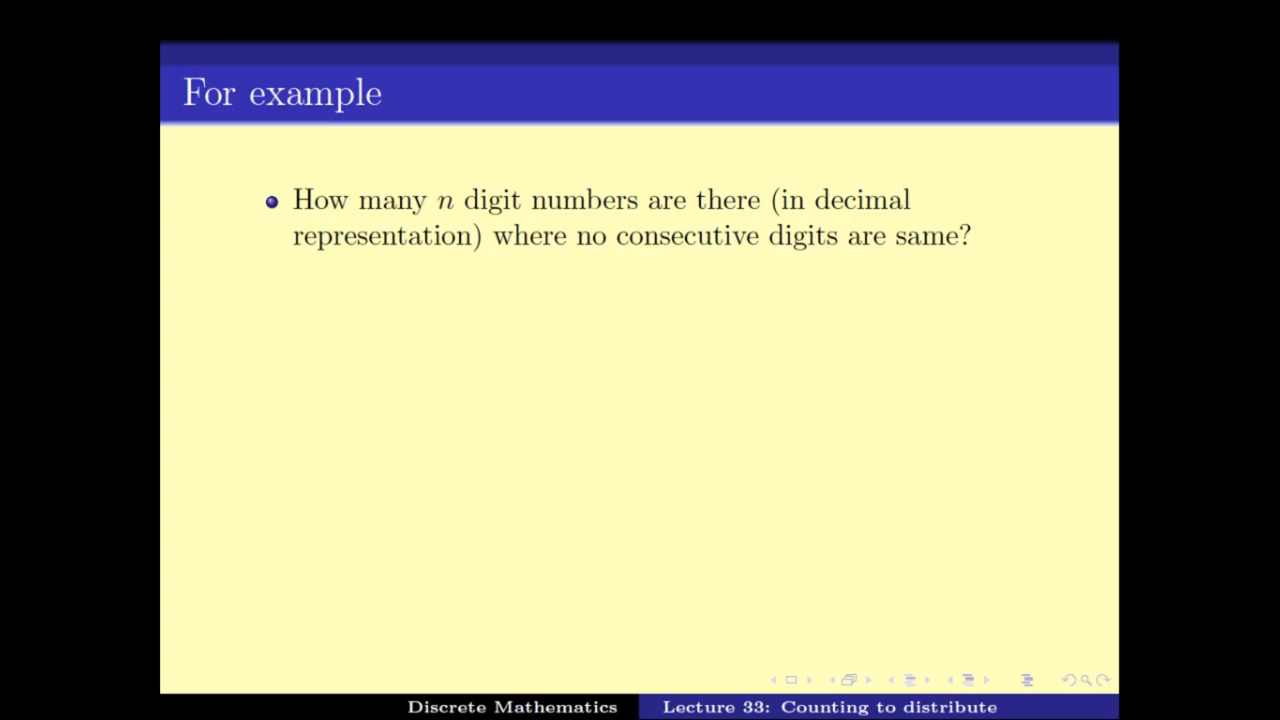 For example
How many n digit numbers are there (in decimal
representation) where no consecutive digits are same?
Discrete Mathematics
Lecture 33: Counting to distribute